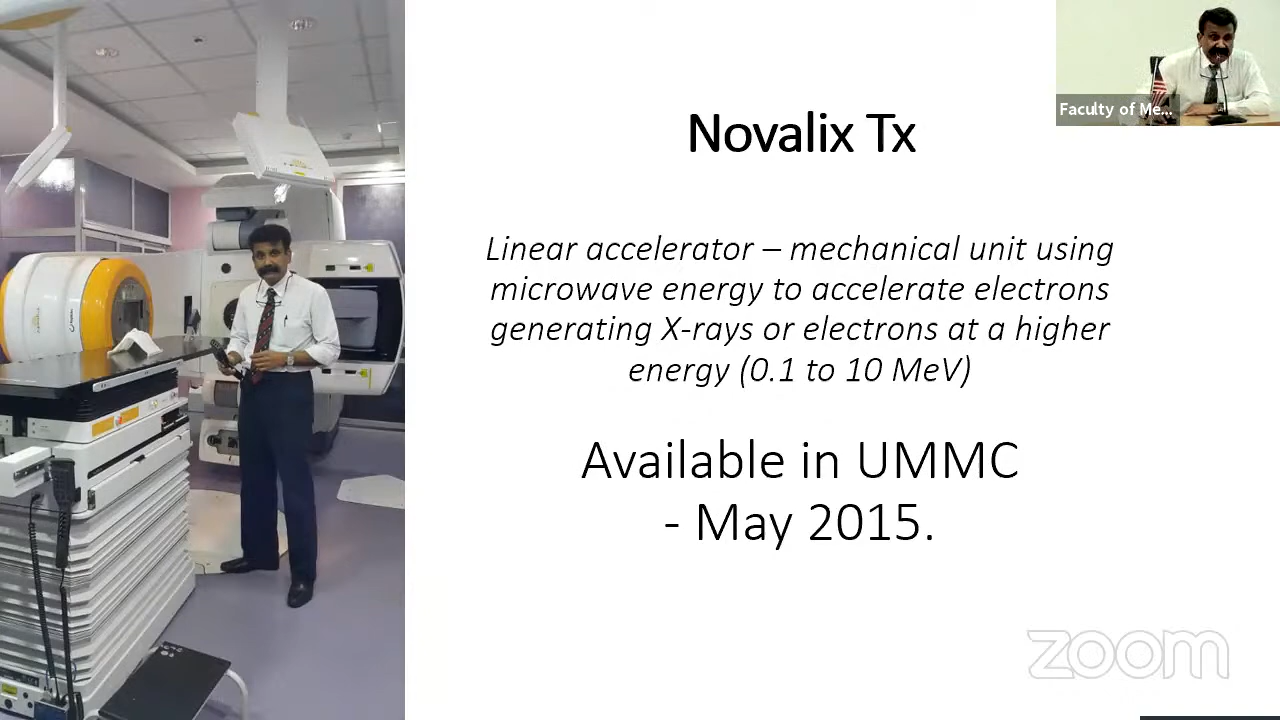 Novalix Tx
Faculty of Me...
Linear accelerator – mechanical unit using
microwave energy to accelerate electrons
generating X-rays or electrons at a higher
energy (0.1 to 10 MeV)
Available in UMMC
- May 2015.
zoom